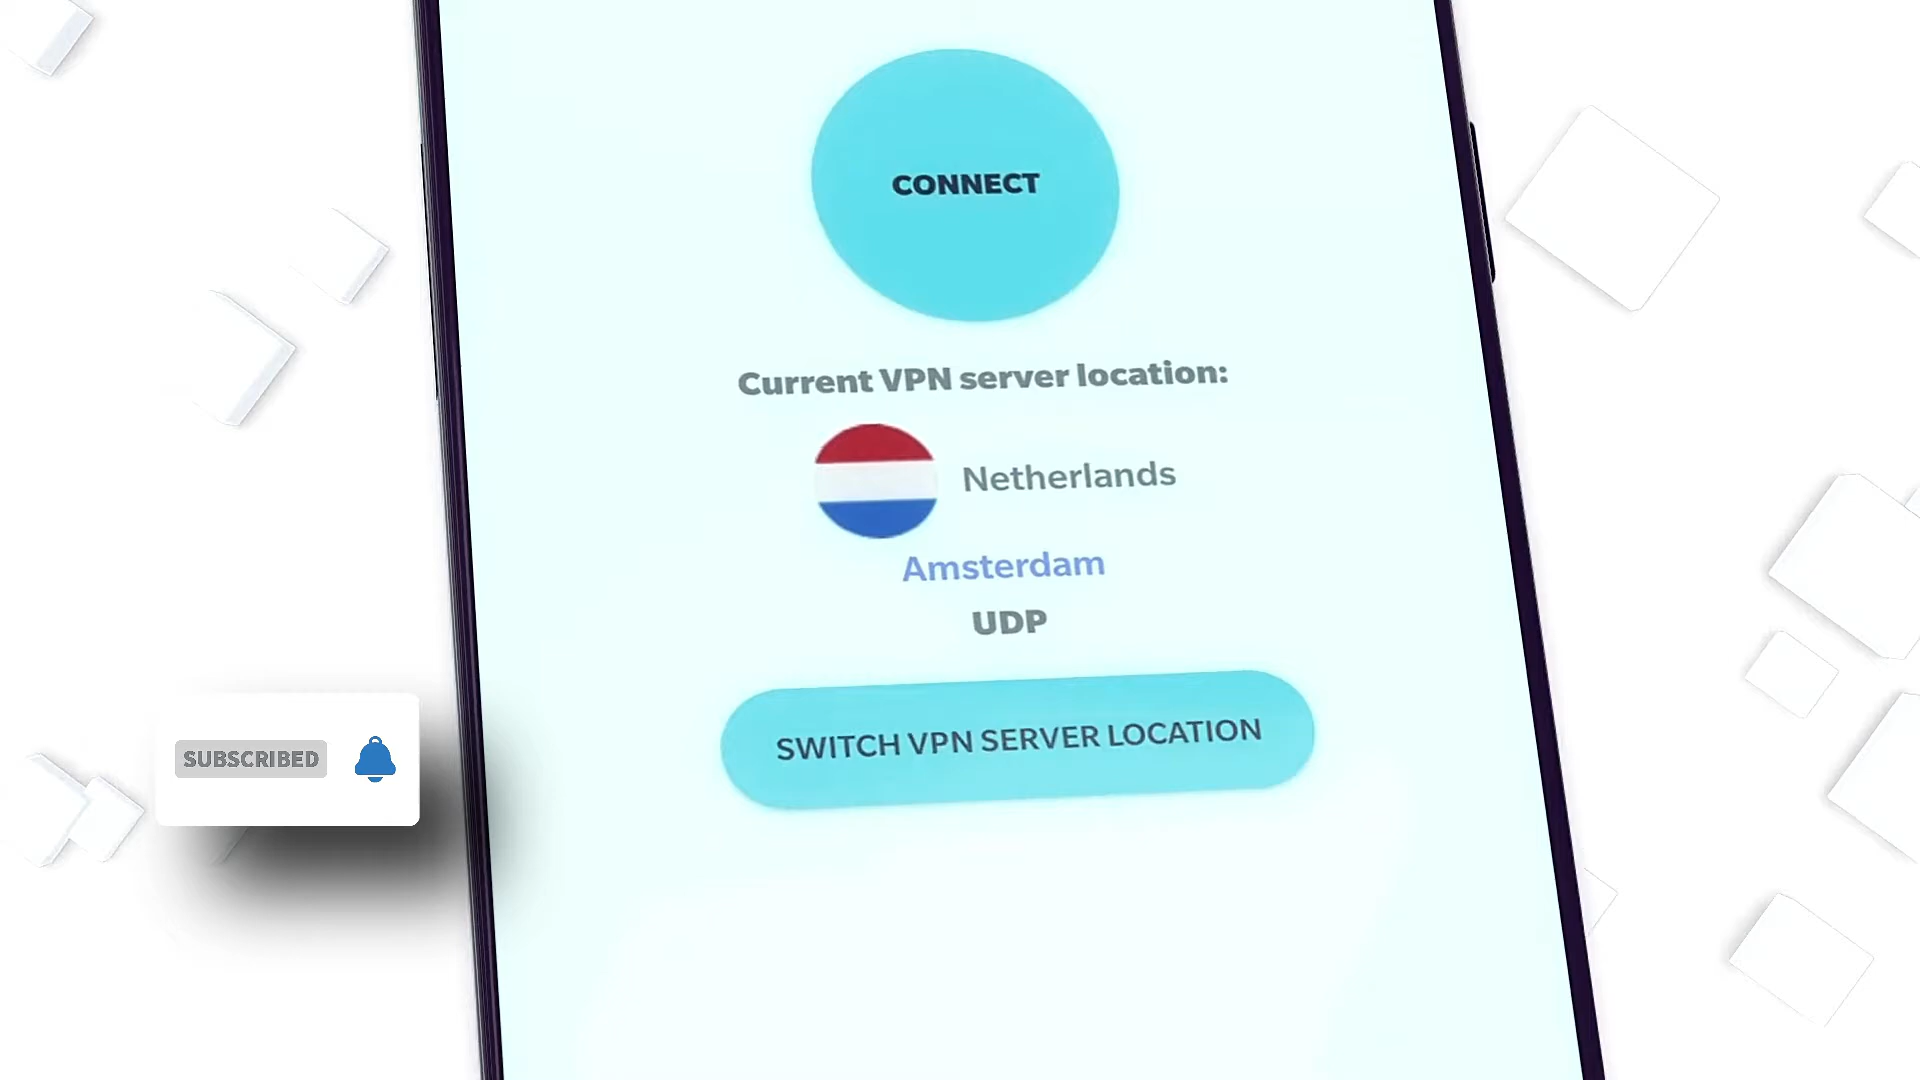 CONNECT
Current VPN server location:
Netherlands
Amsterdam
UDP
SWITCH VPN SERVER LOCATION
SUBSCRIBED